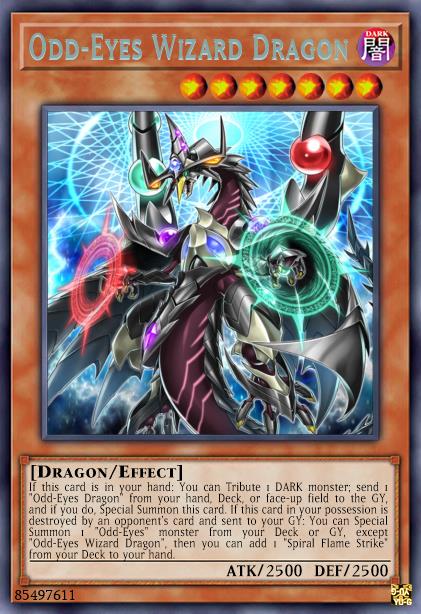 ODD-EYES WIZARD DRAGON
DARK
闇
[DRAGON/EFFECT]
If this card is in your hand: You can Tribute 1 DARK monster; send 1
"Odd-Eyes Dragon" from your hand, Deck, or face-up field to the GY,
and if you do, Special Summon this card. If this card in your possession is
destroyed by an opponent's card and sent to your GY: You can Special
Summon 1 "Odd-Eyes" monster from your Deck or GY, except
"Odd-Eyes Wizard Dragon", then you can add 1 "Spiral Flame Strike"
from your Deck to your hand.
ATK/2500 DEF/2500
85497611